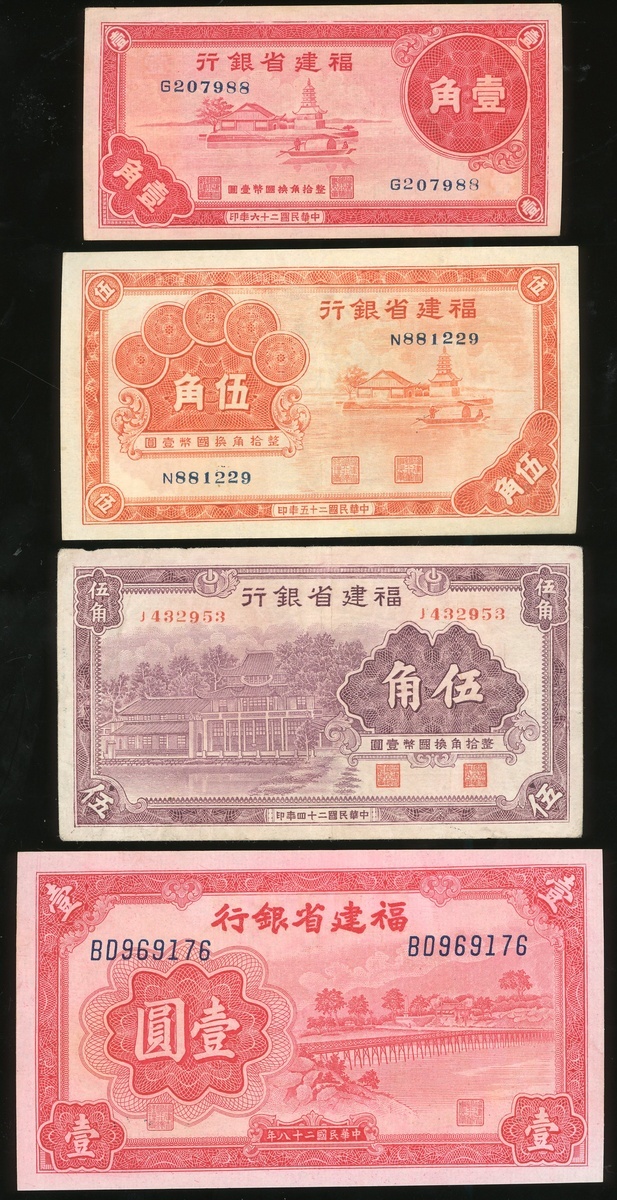 福建省銀行
G207988
壹角
壹角
壹
壹
壹
G207988
整拾角換國幣壹圓
中華民國二十六年印
伍
伍
福建省銀行
N881229
伍角
整拾角換國幣壹圓
N881229
伍角
伍
中華民國二十五年印
伍角
伍角
福建省銀行
J432953
J432953
伍角
整拾角換國幣壹圓
伍
伍
中華民國二十四年印
壹
壹
福建省銀行
BD969176
BD969176
壹圓
壹
壹
中華民國二十八年